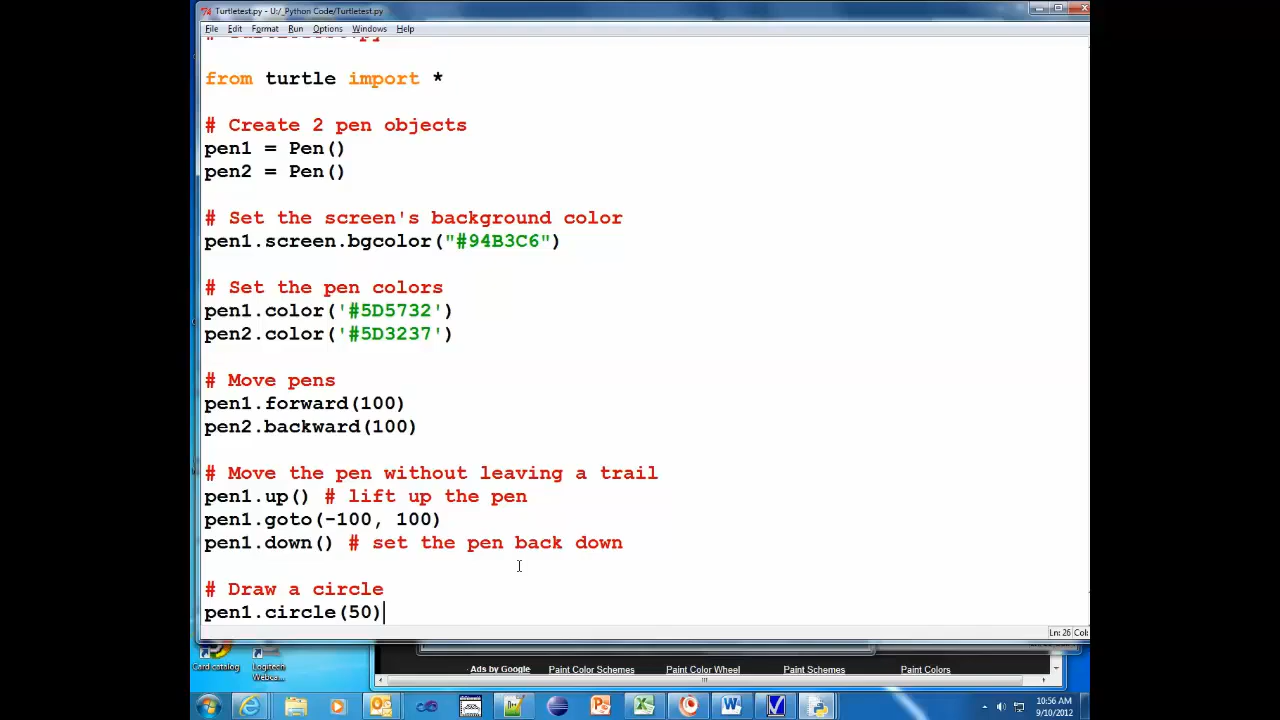 Turtletest.py - U:/_Python Code/Turtletest.py
File Edit Format Run Options Windows Help
from turtle import *
# Create 2 pen objects
pen1 = Pen()
pen2 = Pen()
# Set the screen's background color
pen1.screen.bgcolor("#94B3C6")
# Set the pen colors
pen1.color('#5D5732')
pen2.color('#5D3237')
# Move pens
pen1.forward(100)
pen2.backward(100)
# Move the pen without leaving a trail
pen1.up() # lift up the pen
pen1.goto(-100, 100)
pen1.down() # set the pen back down
# Draw a circle
pen1.circle(50)
Ln: 26 Col:
Card catalog Logitech Webca...
Ads by Google Paint Color Schemes Paint Color Wheel Paint Schemes Paint Colors
10:56 AM
9/10/2012